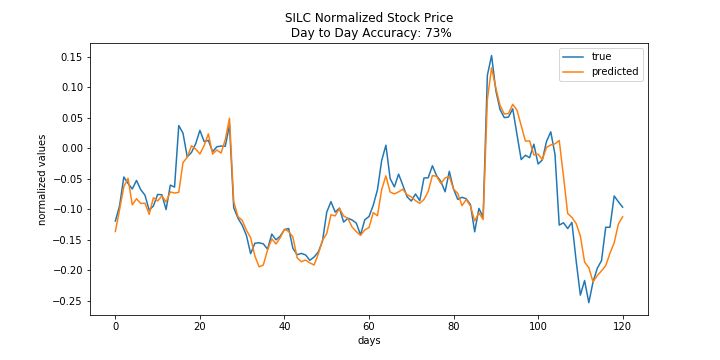 SILC Normalized Stock Price
Day to Day Accuracy: 73%
true
predicted
normalized values
0.15
0.10
0.05
0.00
−0.05
−0.10
−0.15
−0.20
−0.25
0 20 40 60 80 100 120
days